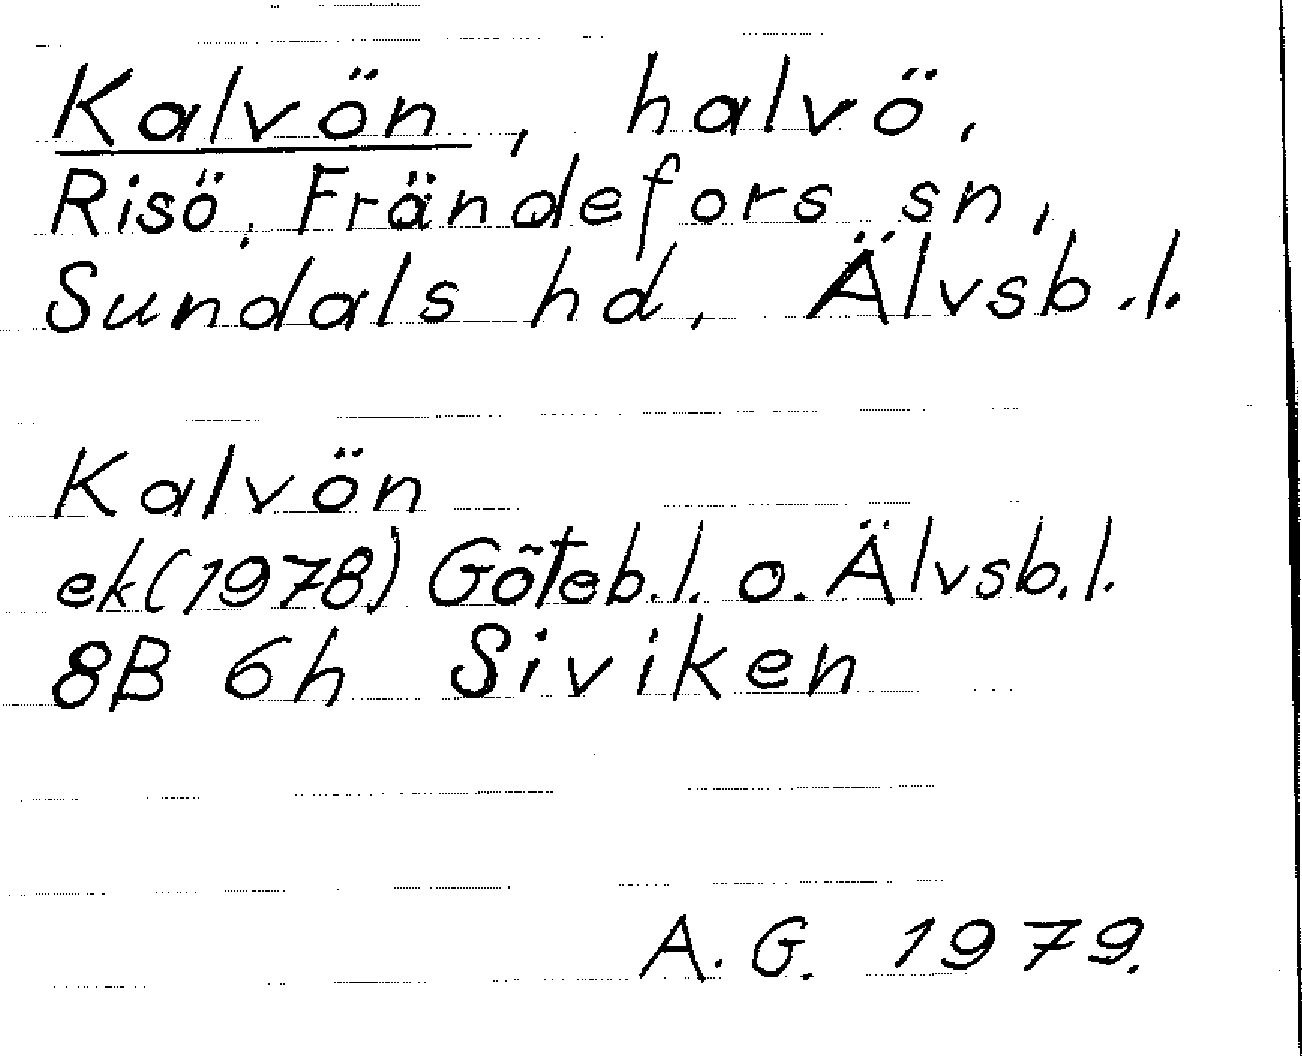 Kalvön, halvö,
Risö, Frändefors sn,
Sundals hd, Älvsb.l.
Kalvön
ek(1978) Göteb.l. o. Älvsb.l.
8B 6h Siviken
A.G. 1979.